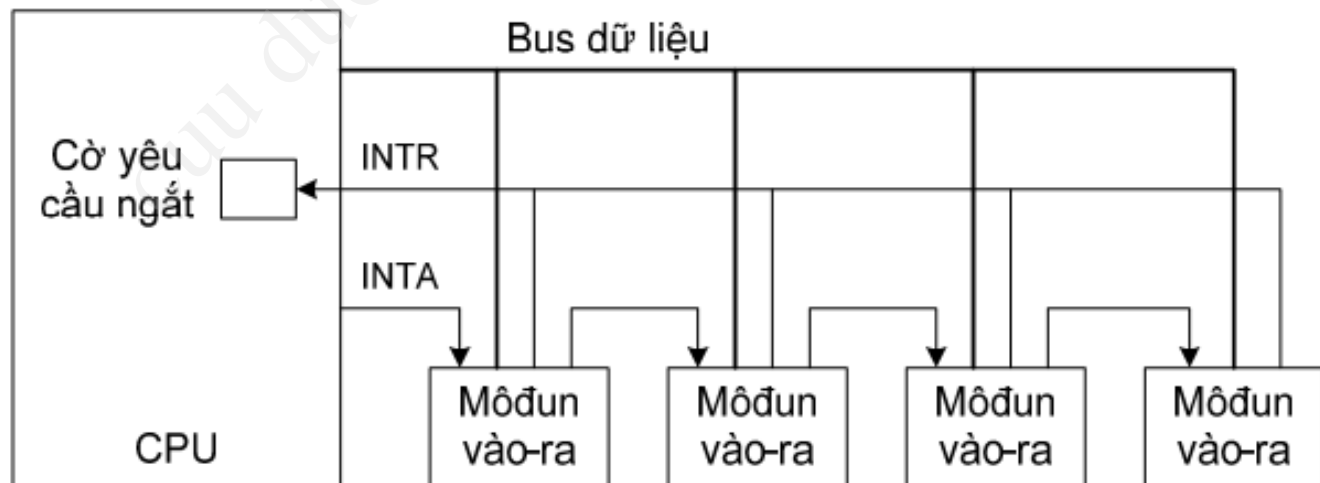 Bus dữ liệu
Cờ yêu
cầu ngắt
INTR
INTA
CPU
Môđun
vào-ra
Môđun
vào-ra
Môđun
vào-ra
Môđun
vào-ra